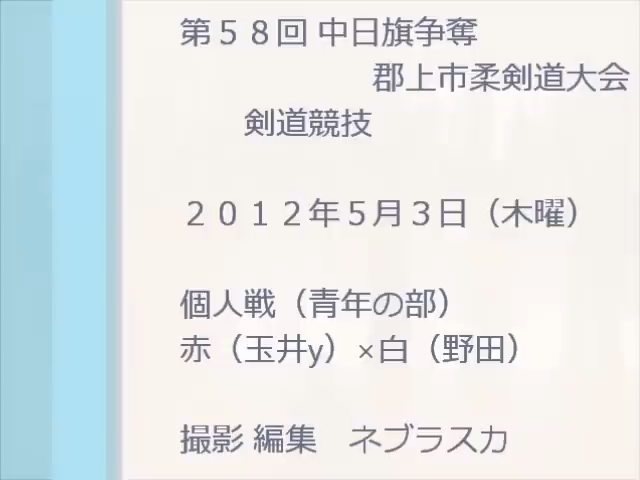 第５８回 中日旗争奪
郡上市柔剣道大会
剣道競技
２０１２年５月３日（木曜）
個人戦（青年の部）
赤（玉井y）×白（野田）
撮影 編集　ネブラスカ